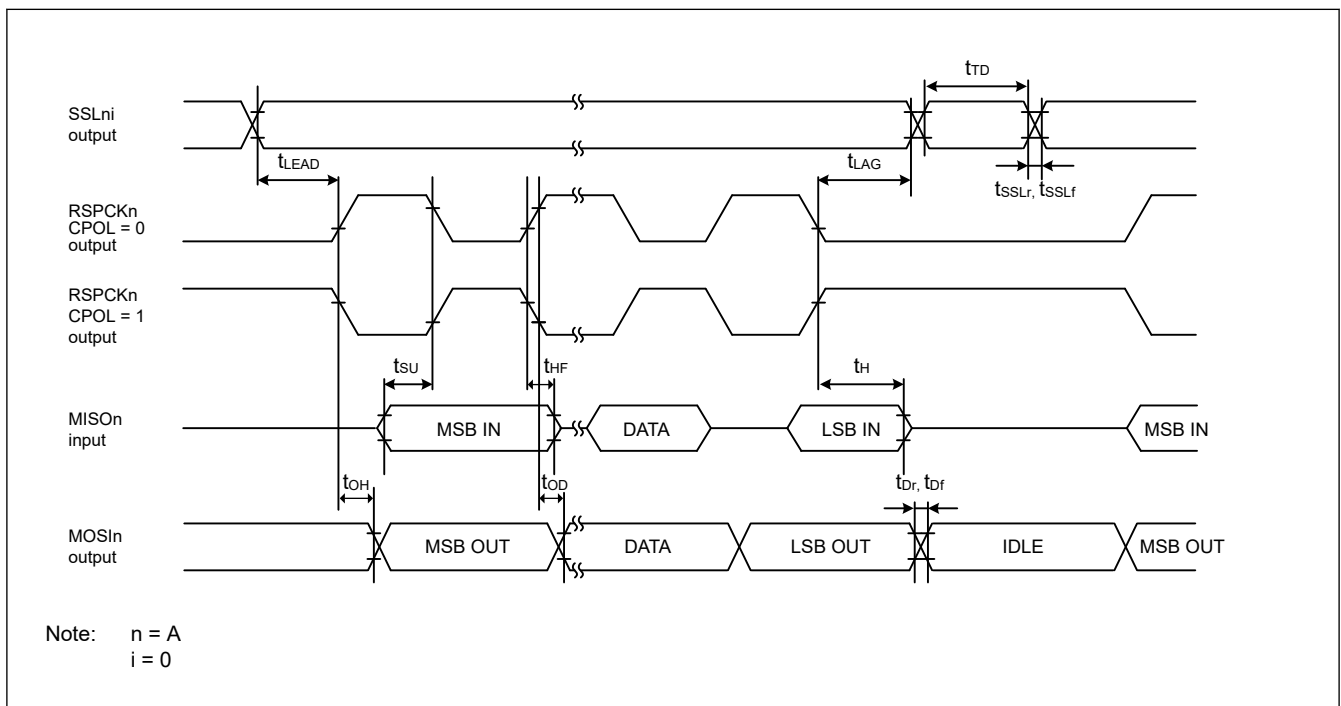 tTD
SSLni
output
tLEAD
tLAG
tSSLr, tSSLf
RSPCKn
CPOL = 0
output
RSPCKn
CPOL = 1
output
tSU
tHF
tH
MISOn
input
MSB IN
DATA
LSB IN
MSB IN
tOH
tOD
tDr, tDf
MOSIn
output
MSB OUT
DATA
LSB OUT
IDLE
MSB OUT
Note: n = A
i = 0